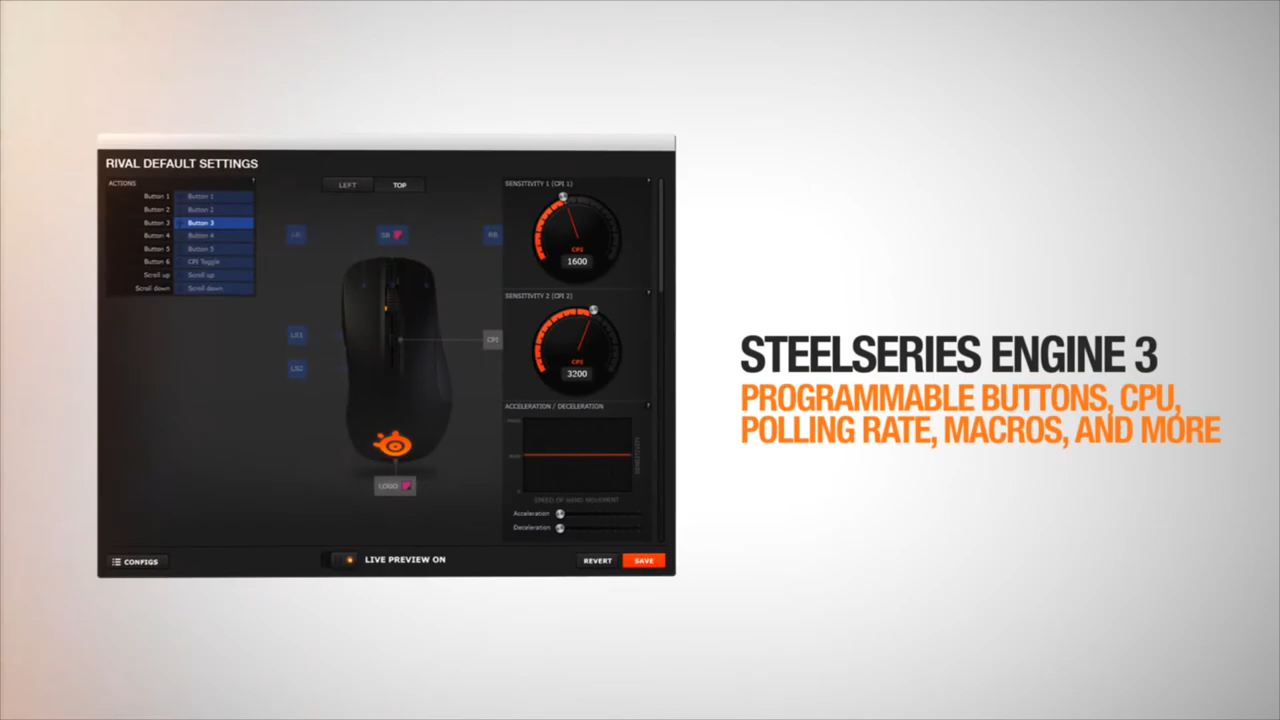 RIVAL DEFAULT SETTINGS
ACTIONS
Button 1 Button 1
Button 2 Button 2
Button 3 Button 3
Button 4 Button 4
Button 5 Button 5
Button 6 CPI Toggle
Scroll up Scroll up
Scroll down Scroll down
LEFT TOP
SB RB
LS1
LS2
CPI
LOGO
SENSITIVITY 1 (CPI 1)
CPI
1600
SENSITIVITY 2 (CPI 2)
CPI
3200
ACCELERATION / DECELERATION
SPEED OF HAND MOVEMENT
Acceleration
Deceleration
CONFIGS
LIVE PREVIEW ON
REVERT SAVE
STEELSERIES ENGINE 3
PROGRAMMABLE BUTTONS, CPU,
POLLING RATE, MACROS, AND MORE